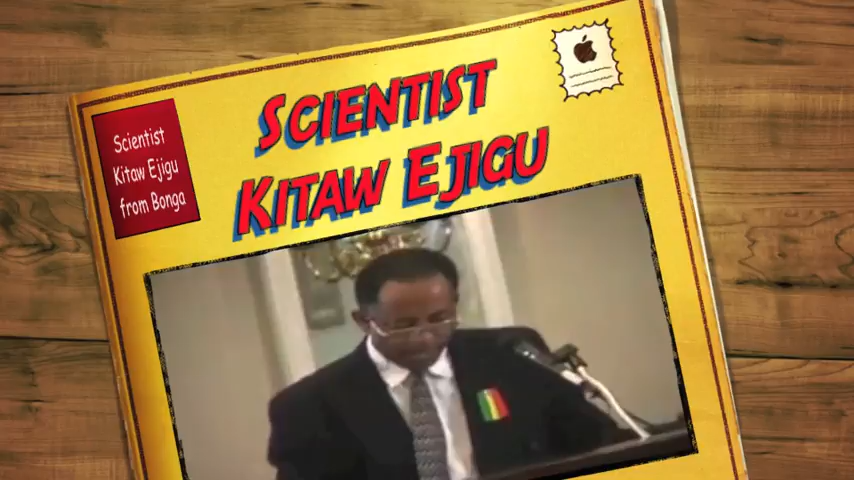 SCIENTIST
KITAW EJIGU
Scientist
Kitaw Ejigu
from Bonga